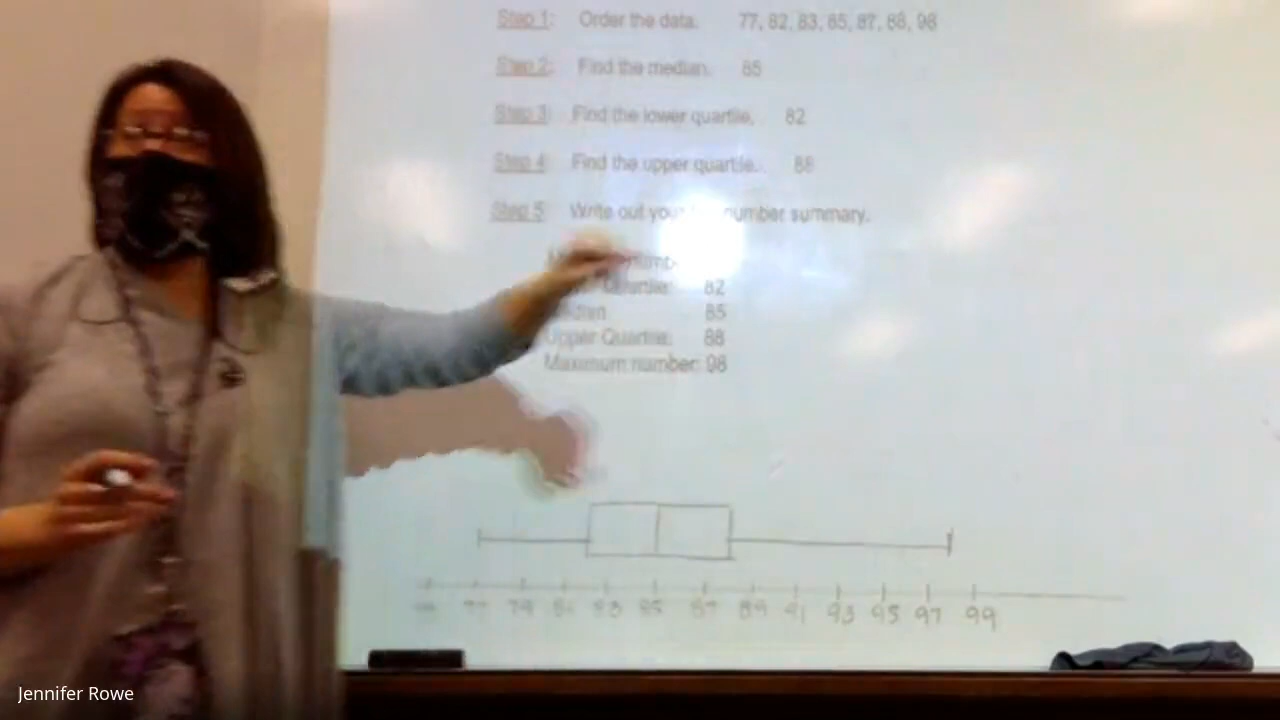 Step 1: Order the data. 77, 82, 83, 85, 87, 88, 98
Step 2: Find the median. 85
Step 3: Find the lower quartile. 82
Step 4: Find the upper quartile. 88
Step 5: Write out your number summary.
82
85
Upper Quartile: 88
Maximum number: 98
77 79 81 83 85 87 89 91 93 95 97 99
Jennifer Rowe